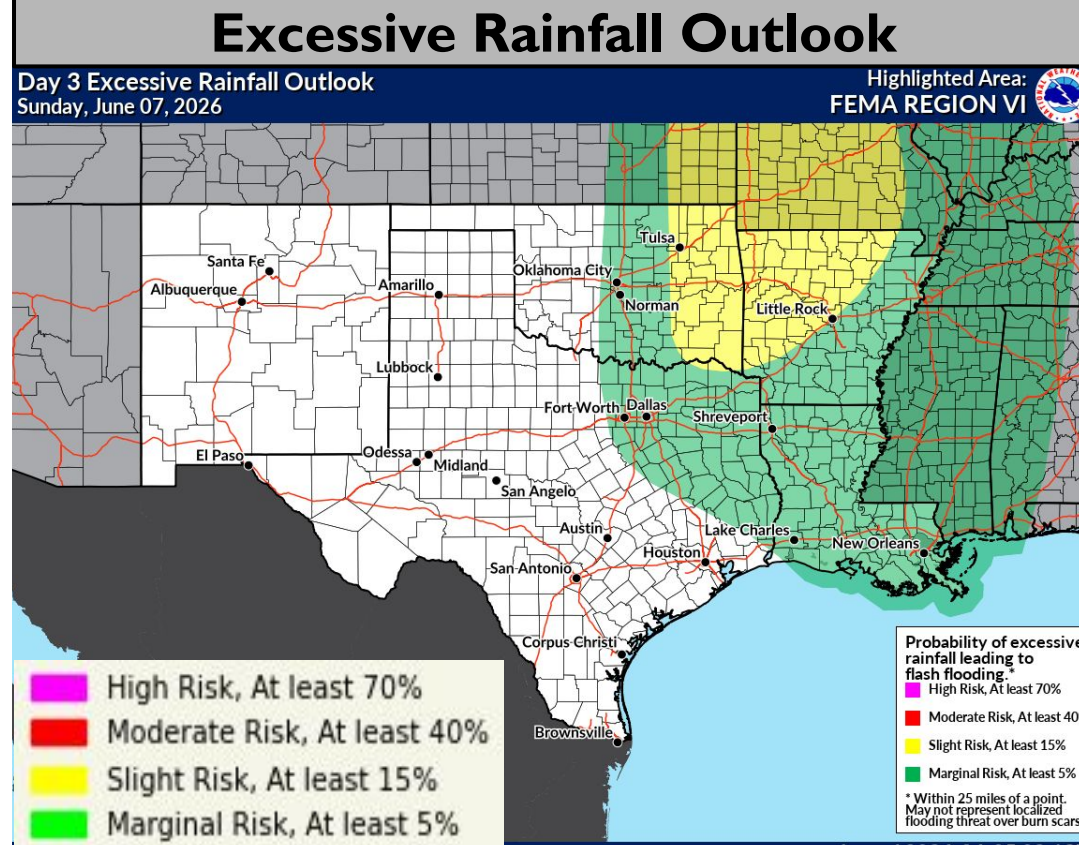 Excessive Rainfall Outlook
Day 3 Excessive Rainfall Outlook
Sunday, June 07, 2026
Highlighted Area:
FEMA REGION VI
Tulsa
Santa Fe
Oklahoma City
Albuquerque
Amarillo
Norman
Little Rock
Lubbock
Fort Worth
Dallas
Shreveport
El Paso
Odessa
Midland
San Angelo
Austin
Lake Charles
New Orleans
Houston
San Antonio
Corpus Christi
Brownsville
High Risk, At least 70%
Moderate Risk, At least 40%
Slight Risk, At least 15%
Marginal Risk, At least 5%
Probability of excessive
rainfall leading to
flash flooding.*
High Risk, At least 70%
Moderate Risk, At least 40
Slight Risk, At least 15%
Marginal Risk, At least 5%
* Within 25 miles of a point.
May not represent localized
flooding threat over burn scars